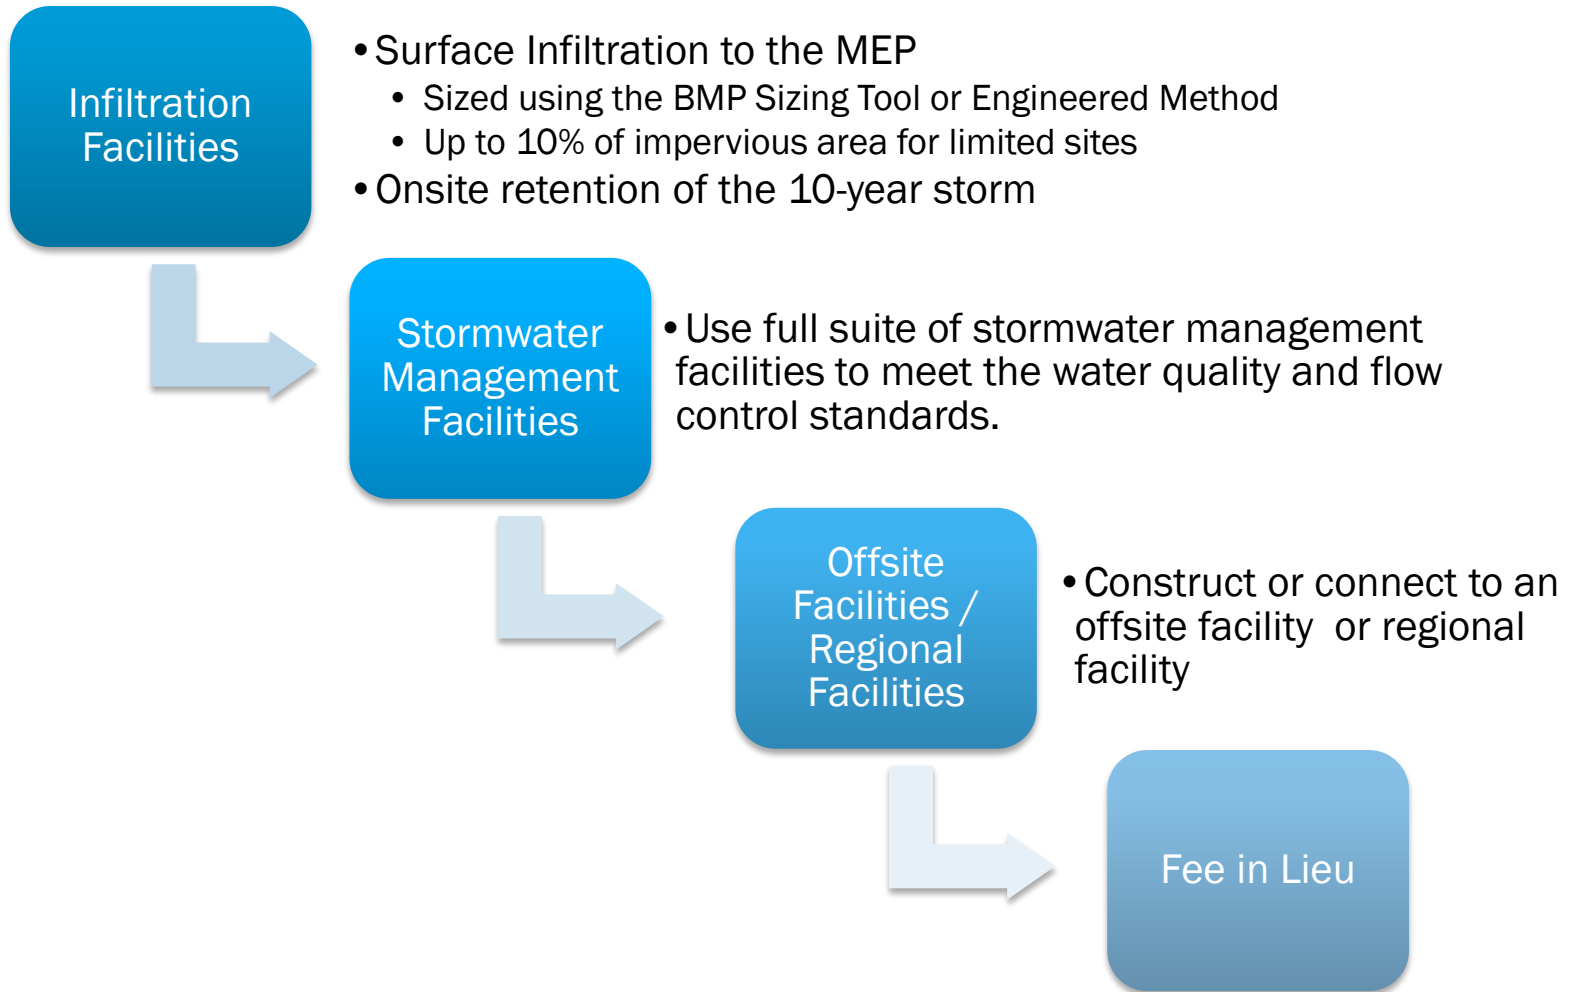 Infiltration
Facilities
•Surface Infiltration to the MEP
• Sized using the BMP Sizing Tool or Engineered Method
• Up to 10% of impervious area for limited sites
•Onsite retention of the 10-year storm
Stormwater
Management
Facilities
•Use full suite of stormwater management
facilities to meet the water quality and flow
control standards.
Offsite
Facilities /
Regional
Facilities
•Construct or connect to an
offsite facility  or regional
facility
Fee in Lieu